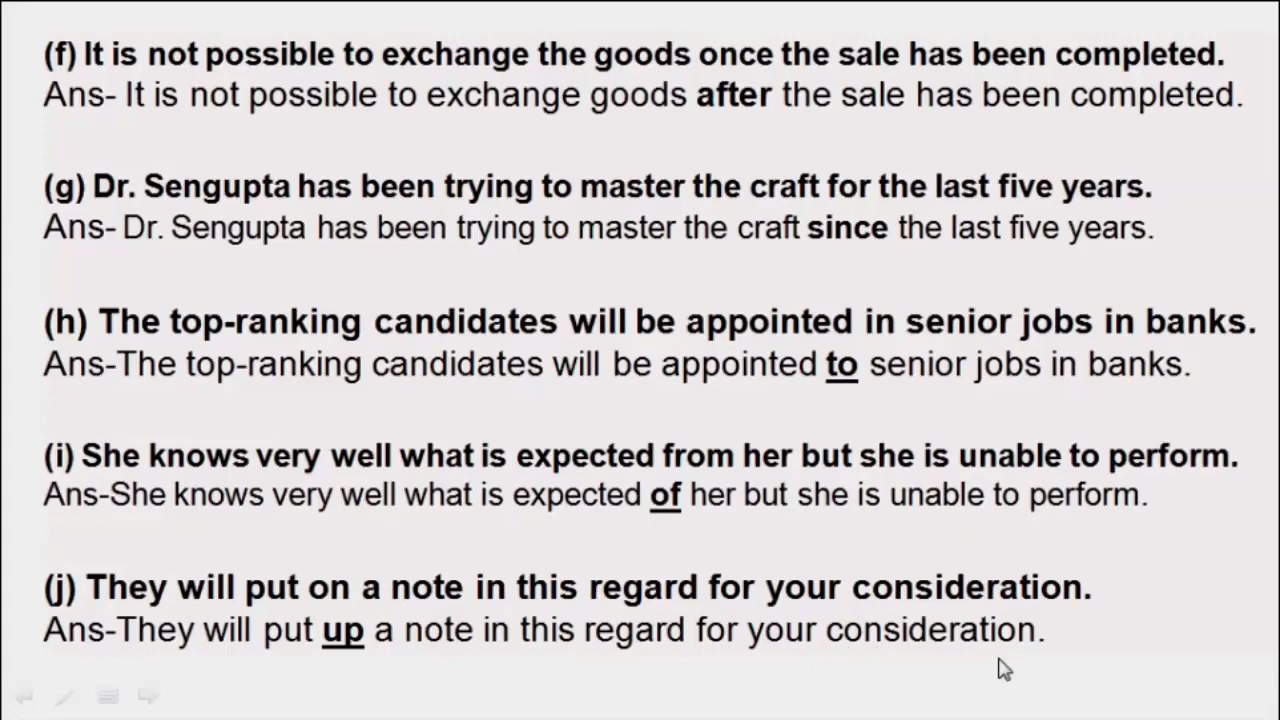 (f) It is not possible to exchange the goods once the sale has been completed.
Ans- It is not possible to exchange goods after the sale has been completed.
(g) Dr. Sengupta has been trying to master the craft for the last five years.
Ans- Dr. Sengupta has been trying to master the craft since the last five years.
(h) The top-ranking candidates will be appointed in senior jobs in banks.
Ans-The top-ranking candidates will be appointed to senior jobs in banks.
(i) She knows very well what is expected from her but she is unable to perform.
Ans-She knows very well what is expected of her but she is unable to perform.
(j) They will put on a note in this regard for your consideration.
Ans-They will put up a note in this regard for your consideration.